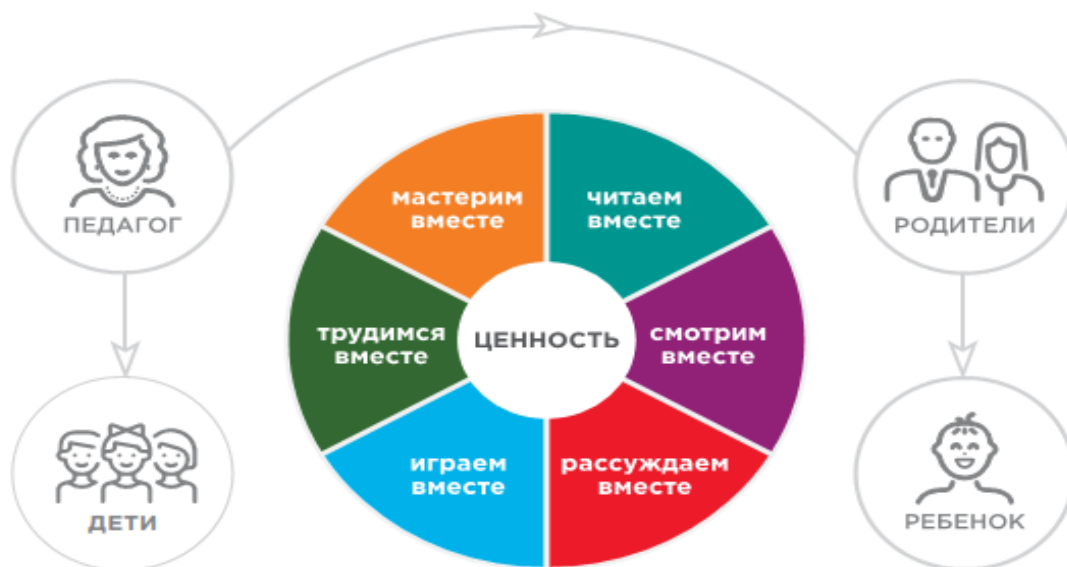 мастерим
вместе
читаем
вместе
ПЕДАГОГ
РОДИТЕЛИ
трудимся
вместе
ЦЕННОСТЬ
смотрим
вместе
играем
вместе
рассуждаем
вместе
ДЕТИ
РЕБЕНОК